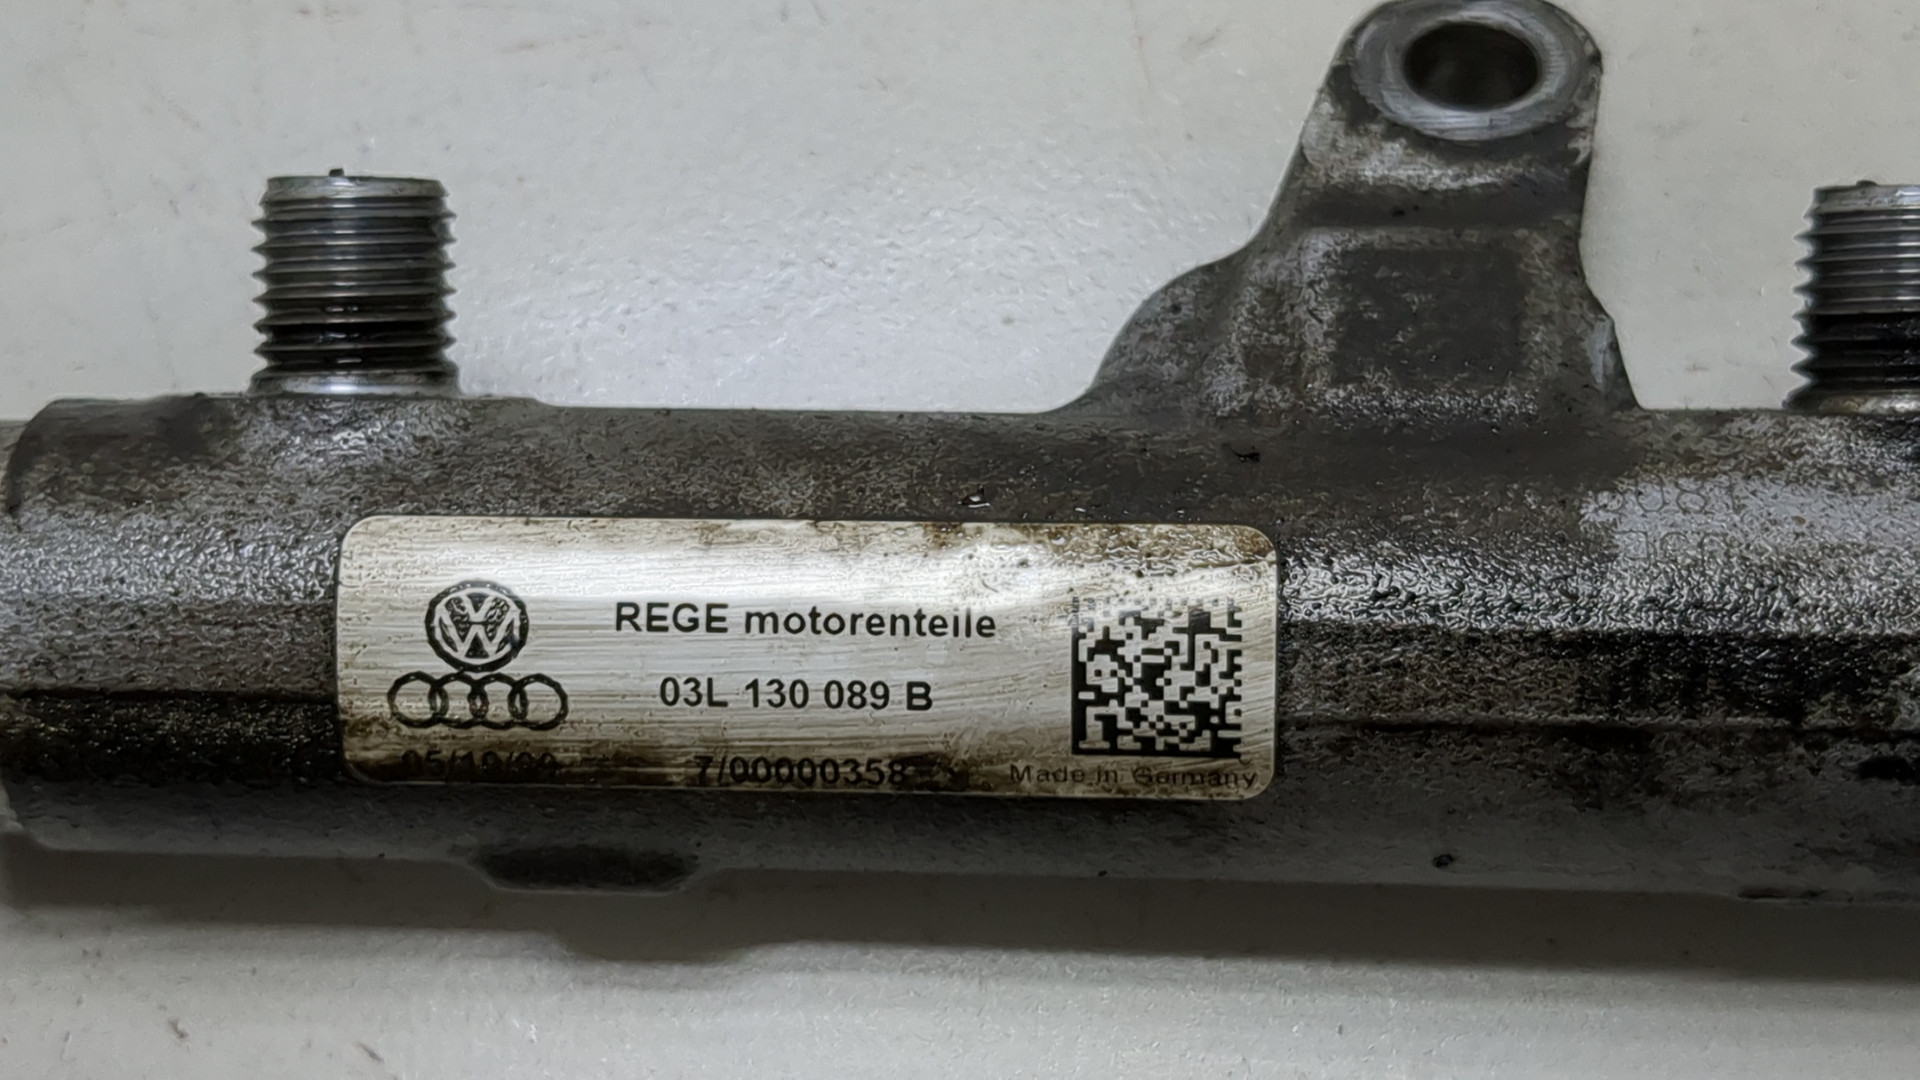 REGE motorenteile
03L 130 089 B
7/00000358
Made in Germany